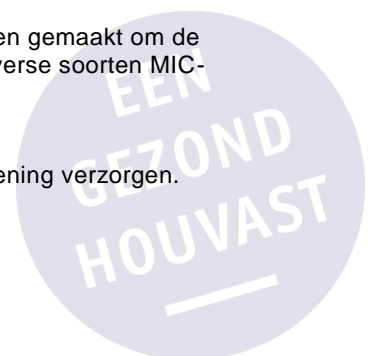 en gemaakt om de
verse soorten MIC-
ening verzorgen.
EEN
GEZOND
HOUVAST